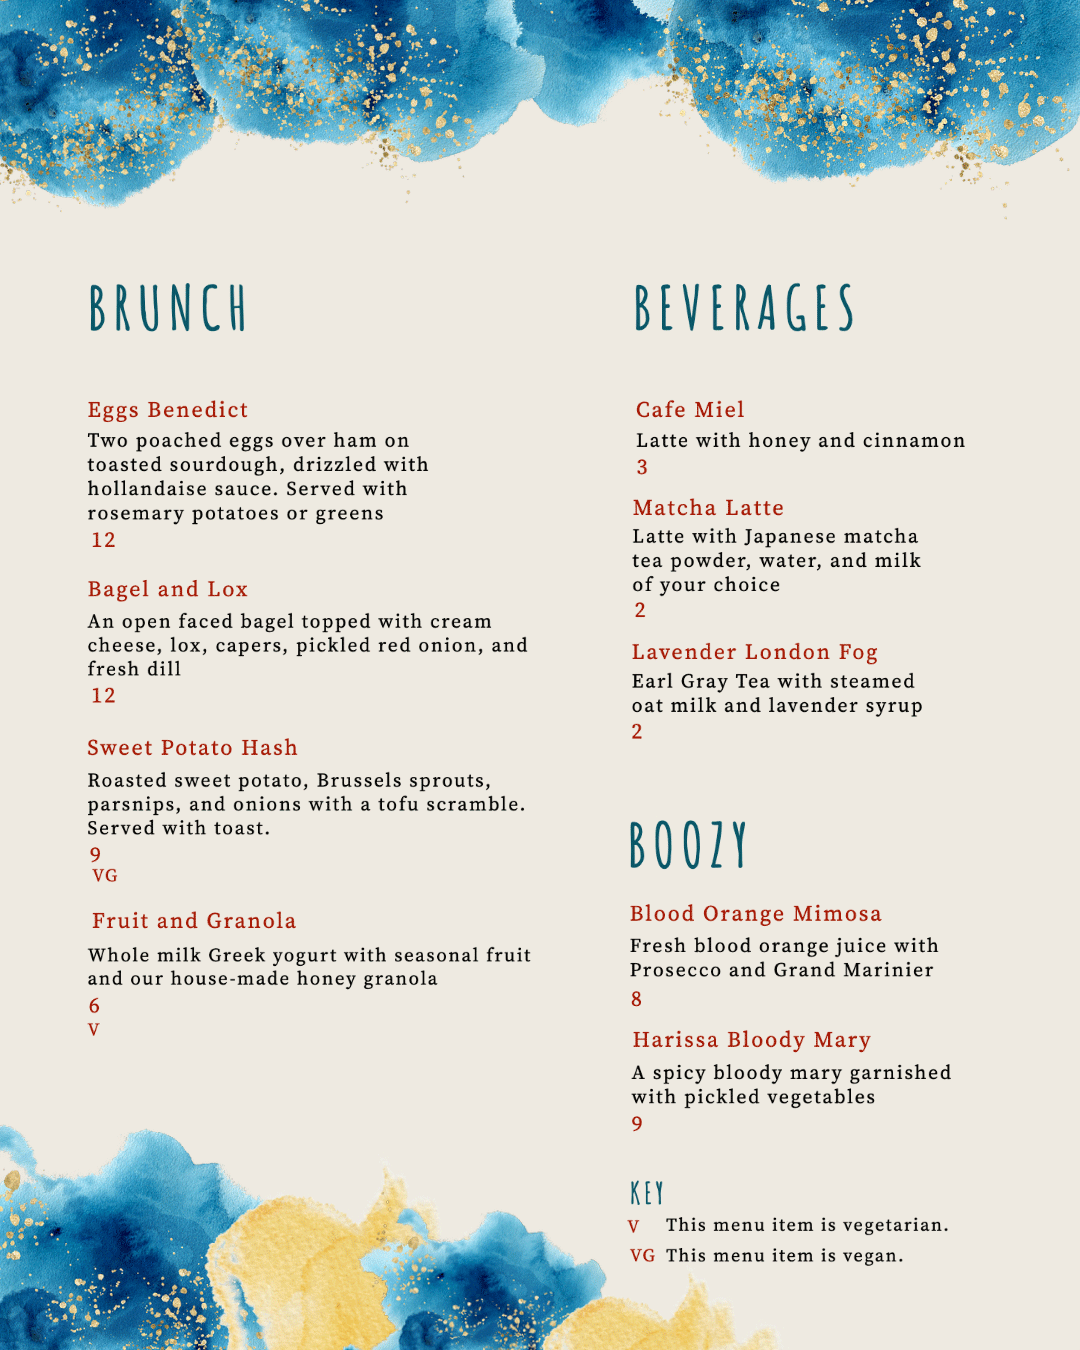 BRUNCH
Eggs Benedict
Two poached eggs over ham on
toasted sourdough, drizzled with
hollandaise sauce. Served with
rosemary potatoes or greens
12
Bagel and Lox
An open faced bagel topped with cream
cheese, lox, capers, pickled red onion, and
fresh dill
12
Sweet Potato Hash
Roasted sweet potato, Brussels sprouts,
parsnips, and onions with a tofu scramble.
Served with toast.
9
VG
Fruit and Granola
Whole milk Greek yogurt with seasonal fruit
and our house-made honey granola
6
V
BEVERAGES
Cafe Miel
Latte with honey and cinnamon
3
Matcha Latte
Latte with Japanese matcha
tea powder, water, and milk
of your choice
2
Lavender London Fog
Earl Gray Tea with steamed
oat milk and lavender syrup
2
BOOZY
Blood Orange Mimosa
Fresh blood orange juice with
Prosecco and Grand Marinier
8
Harissa Bloody Mary
A spicy bloody mary garnished
with pickled vegetables
9
KEY
V This menu item is vegetarian.
VG This menu item is vegan.